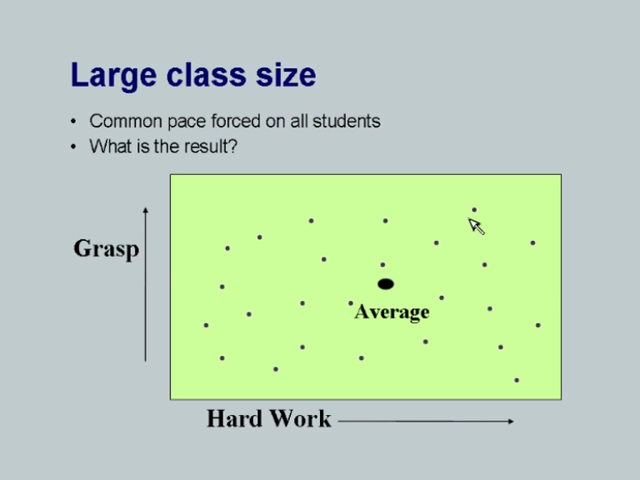 Large class size
• Common pace forced on all students
• What is the result?
Grasp
Average
Hard Work